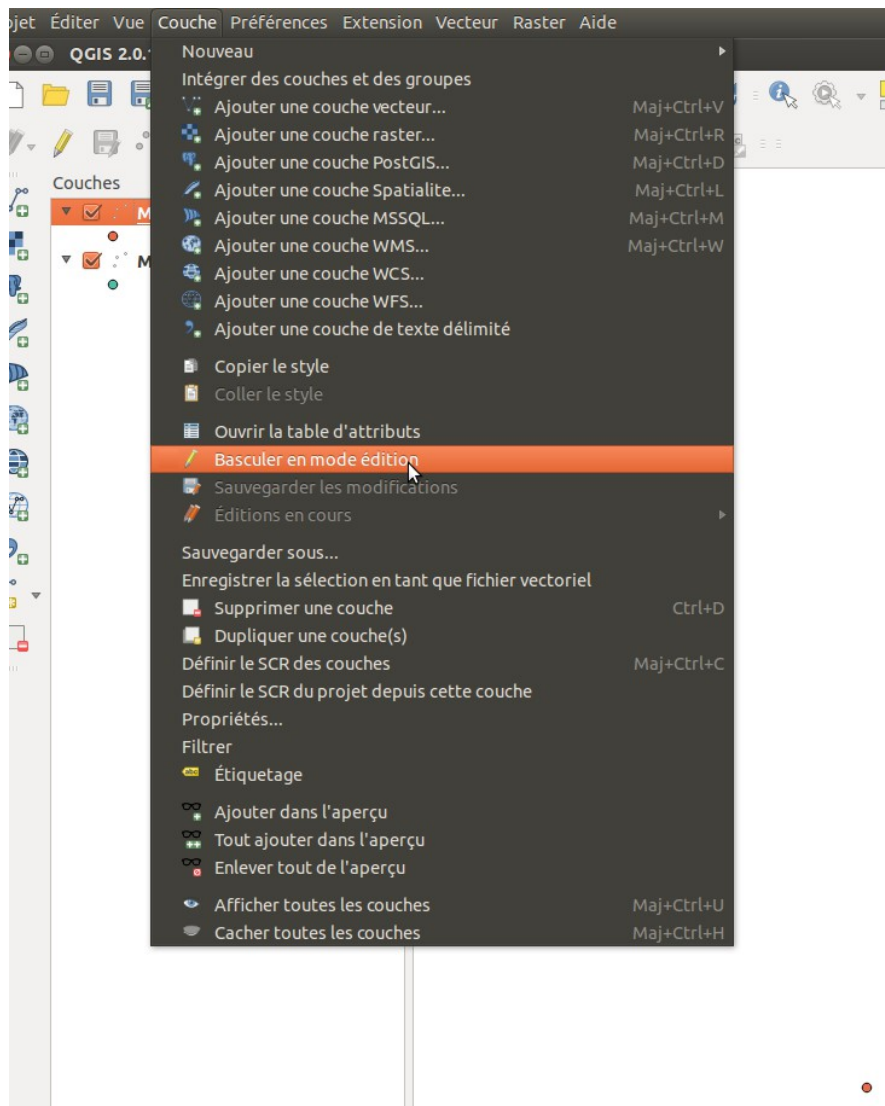 Éditer Vue Couche Préférences Extension Vecteur Raster Aide
QGIS 2.0.
Nouveau
Intégrer des couches et des groupes
Ajouter une couche vecteur... Maj+Ctrl+V
Ajouter une couche raster... Maj+Ctrl+R
Ajouter une couche PostGIS... Maj+Ctrl+D
Ajouter une couche Spatialite... Maj+Ctrl+L
Ajouter une couche MSSQL... Maj+Ctrl+M
Ajouter une couche WMS... Maj+Ctrl+W
Ajouter une couche WCS...
Ajouter une couche WFS...
Ajouter une couche de texte délimité
Couches
M
M
Copier le style
Coller le style
Ouvrir la table d'attributs
Basculer en mode édition
Sauvegarder les modifications
Éditions en cours
Sauvegarder sous...
Enregistrer la sélection en tant que fichier vectoriel
Supprimer une couche Ctrl+D
Dupliquer une couche(s)
Définir le SCR des couches Maj+Ctrl+C
Définir le SCR du projet depuis cette couche
Propriétés...
Filtrer
Étiquetage
Ajouter dans l'aperçu
Tout ajouter dans l'aperçu
Enlever tout de l'aperçu
Afficher toutes les couches Maj+Ctrl+U
Cacher toutes les couches Maj+Ctrl+H